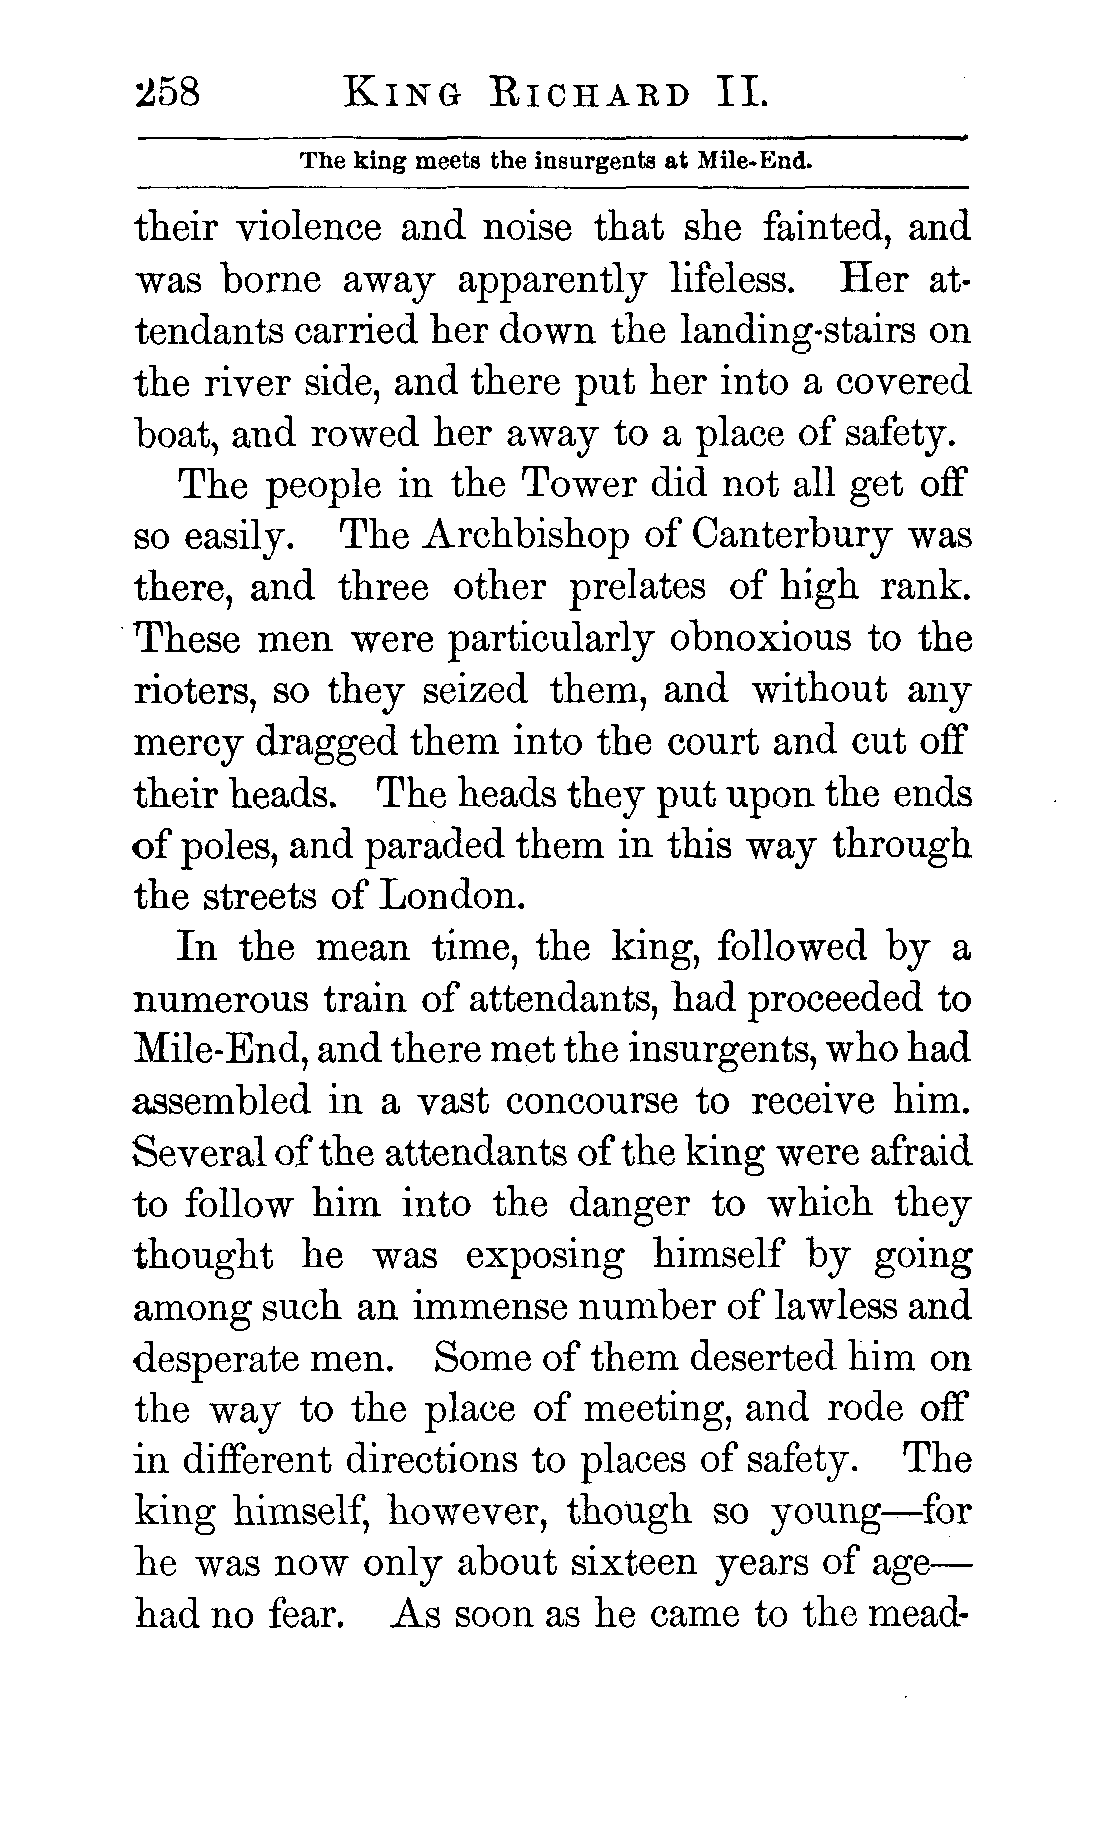 258 KING RICHARD II.
The king meets the insurgents at Mile-End.
their violence and noise that she fainted, and
was borne away apparently lifeless. Her at-
tendants carried her down the landing-stairs on
the river side, and there put her into a covered
boat, and rowed her away to a place of safety.
The people in the Tower did not all get off
so easily. The Archbishop of Canterbury was
there, and three other prelates of high rank.
These men were particularly obnoxious to the
rioters, so they seized them, and without any
mercy dragged them into the court and cut off
their heads. The heads they put upon the ends
of poles, and paraded them in this way through
the streets of London.
In the mean time, the king, followed by a
numerous train of attendants, had proceeded to
Mile-End, and there met the insurgents, who had
assembled in a vast concourse to receive him.
Several of the attendants of the king were afraid
to follow him into the danger to which they
thought he was exposing himself by going
among such an immense number of lawless and
desperate men. Some of them deserted him on
the way to the place of meeting, and rode off
in different directions to places of safety. The
king himself, however, though so young—for
he was now only about sixteen years of age—
had no fear. As soon as he came to the mead-